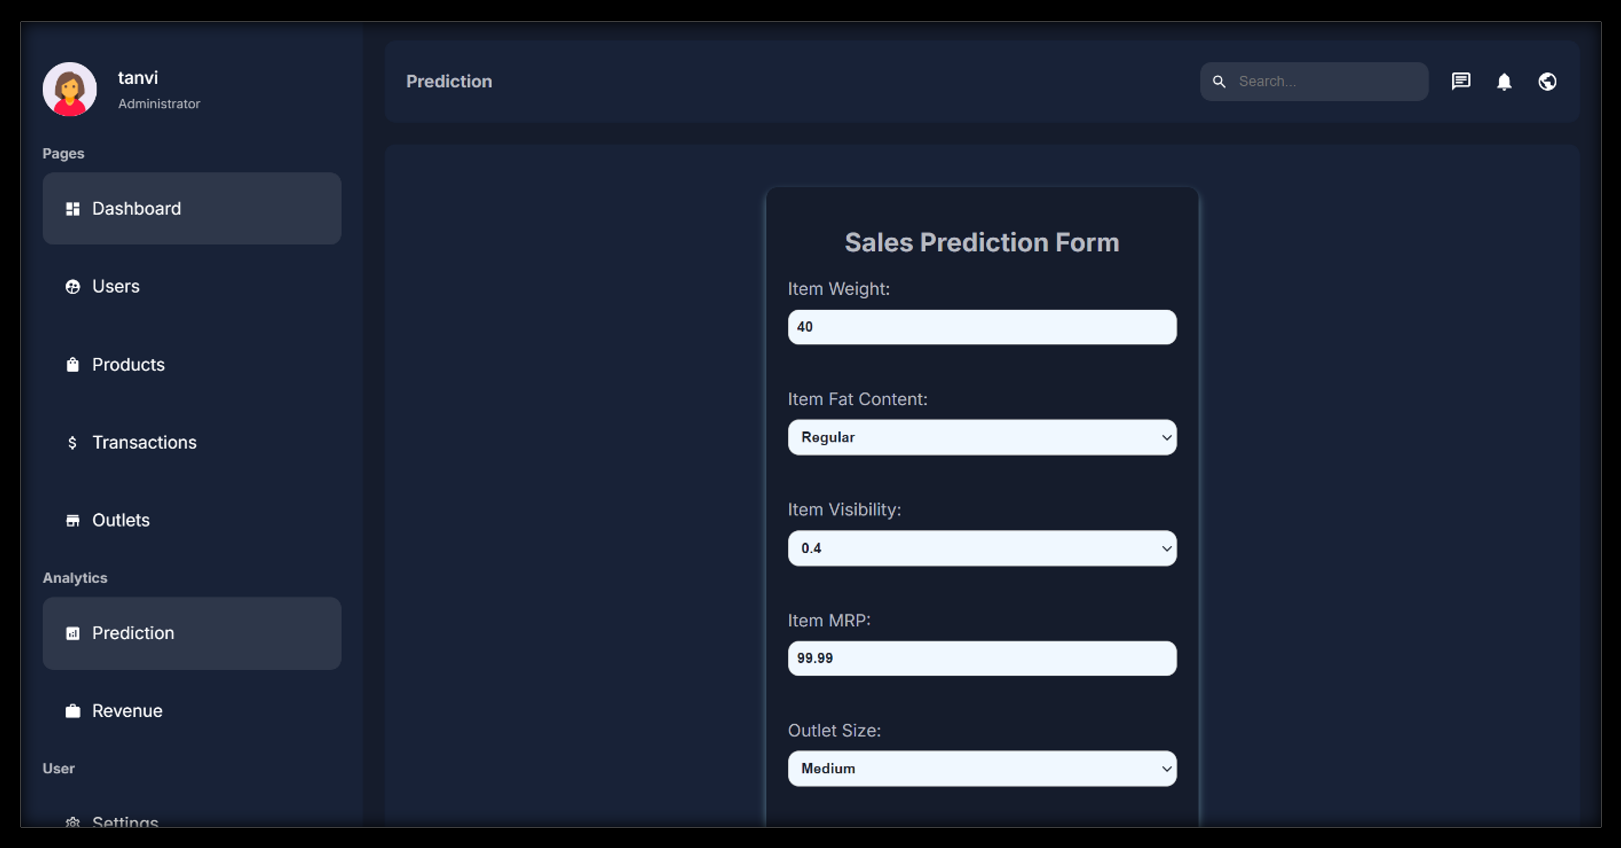 tanvi
Administrator
Pages
Dashboard
Users
Products
Transactions
Outlets
Analytics
Prediction
Revenue
User
Settings
Prediction
Search...
Sales Prediction Form
Item Weight:
40
Item Fat Content:
Regular
Item Visibility:
0.4
Item MRP:
99.99
Outlet Size:
Medium